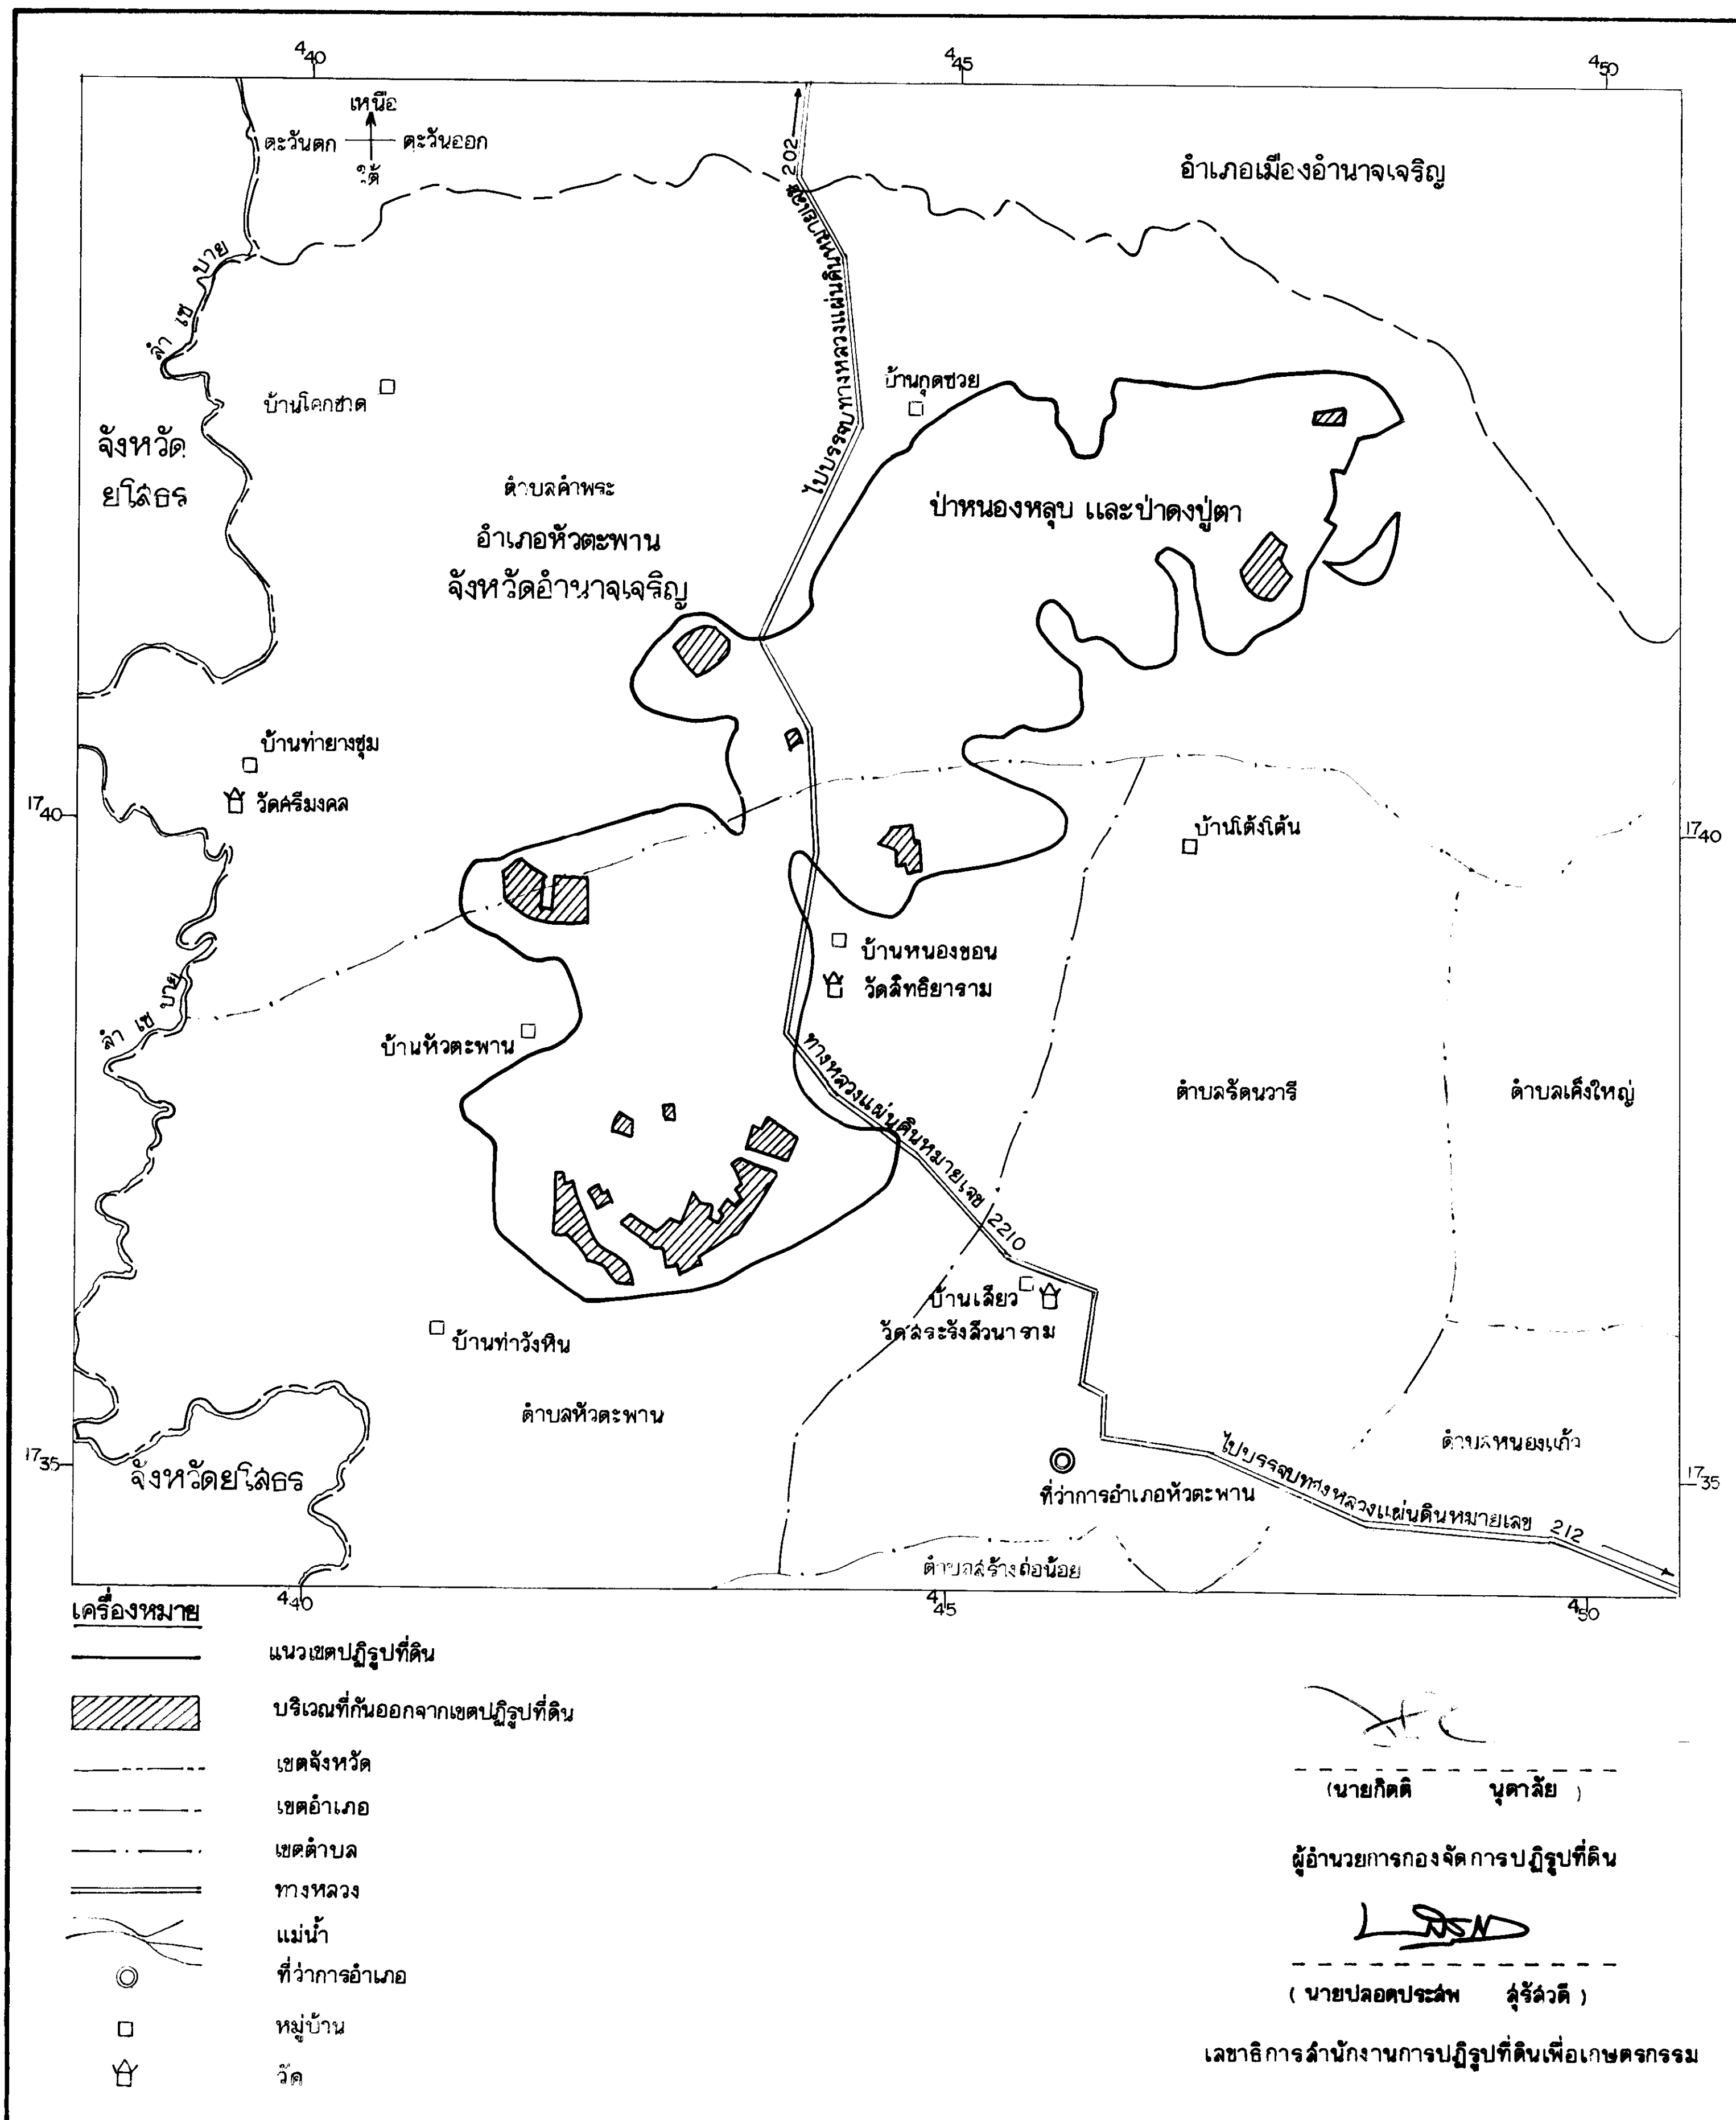 440
445
450
เหนือ
ตะวันตก
ตะวันออก
ใต้
อำเภอเมืองอำนาจเจริญ
ไปบรรจบทางหลวงแผ่นดินหมายเลข 202
ลำ เซ บาย
บ้านโคกชาด
บ้านกุดซวย
จังหวัด
ยโสธร
ตำบลคำพระ
อำเภอหัวตะพาน
จังหวัดอำนาจเจริญ
ป่าหนองหลุบ และป่าดงปู่ตา
บ้านท่ายางชุม
วัดศรีมงคล
1740
1740
บ้านโต้งโต้น
บ้านหนองขอน
วัดสิทธิยาราม
ลำ เซ บาย
บ้านหัวตะพาน
ทางหลวงแผ่นดินหมายเลข 2210
ตำบลรัตนวารี
ตำบลเค็งใหญ่
บ้านเสียว
วัดสระรังสิวนาราม
บ้านท่าวังหิน
ตำบลหัวตะพาน
ตำบลหนองแก้ว
1735
1735
จังหวัดยโสธร
ที่ว่าการอำเภอหัวตะพาน
ไปบรรจบทางหลวงแผ่นดินหมายเลข 212
ตำบลสร้างถ่อน้อย
440
445
450
เครื่องหมาย
แนวเขตปฏิรูปที่ดิน
บริเวณที่กันออกจากเขตปฏิรูปที่ดิน
เขตจังหวัด
เขตอำเภอ
เขตตำบล
ทางหลวง
แม่น้ำ
ที่ว่าการอำเภอ
หมู่บ้าน
วัด
(นายกิตติ นุตาลัย)
ผู้อำนวยการกองจัดการปฏิรูปที่ดิน
(นายปลอดประสพ สุรัสวดี)
เลขาธิการสำนักงานการปฏิรูปที่ดินเพื่อเกษตรกรรม